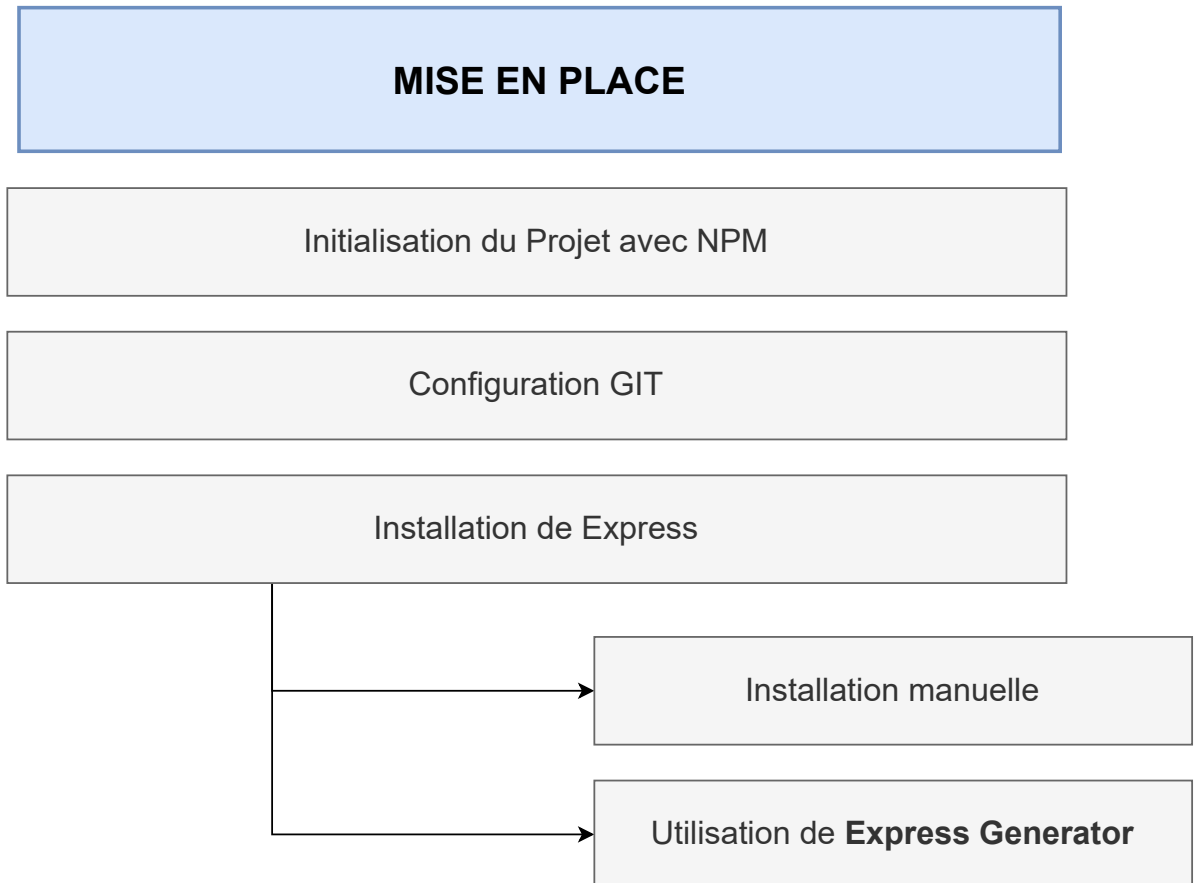 MISE EN PLACE
Initialisation du Projet avec NPM
Configuration GIT
Installation de Express
Installation manuelle
Utilisation de Express Generator